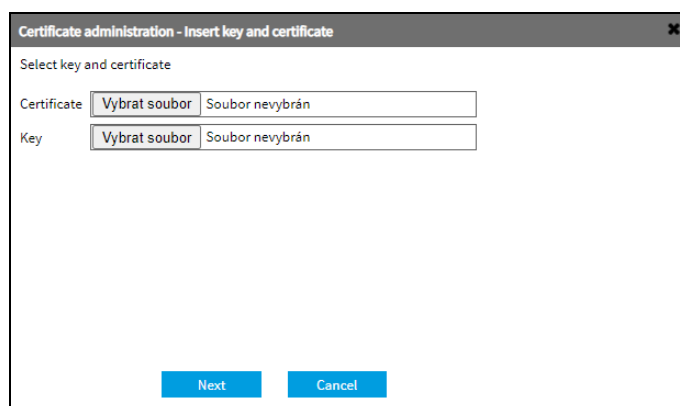 Certificate administration - Insert key and certificate
Select key and certificate
Certificate Vybrat soubor Soubor nevybrán
Key Vybrat soubor Soubor nevybrán
Next Cancel